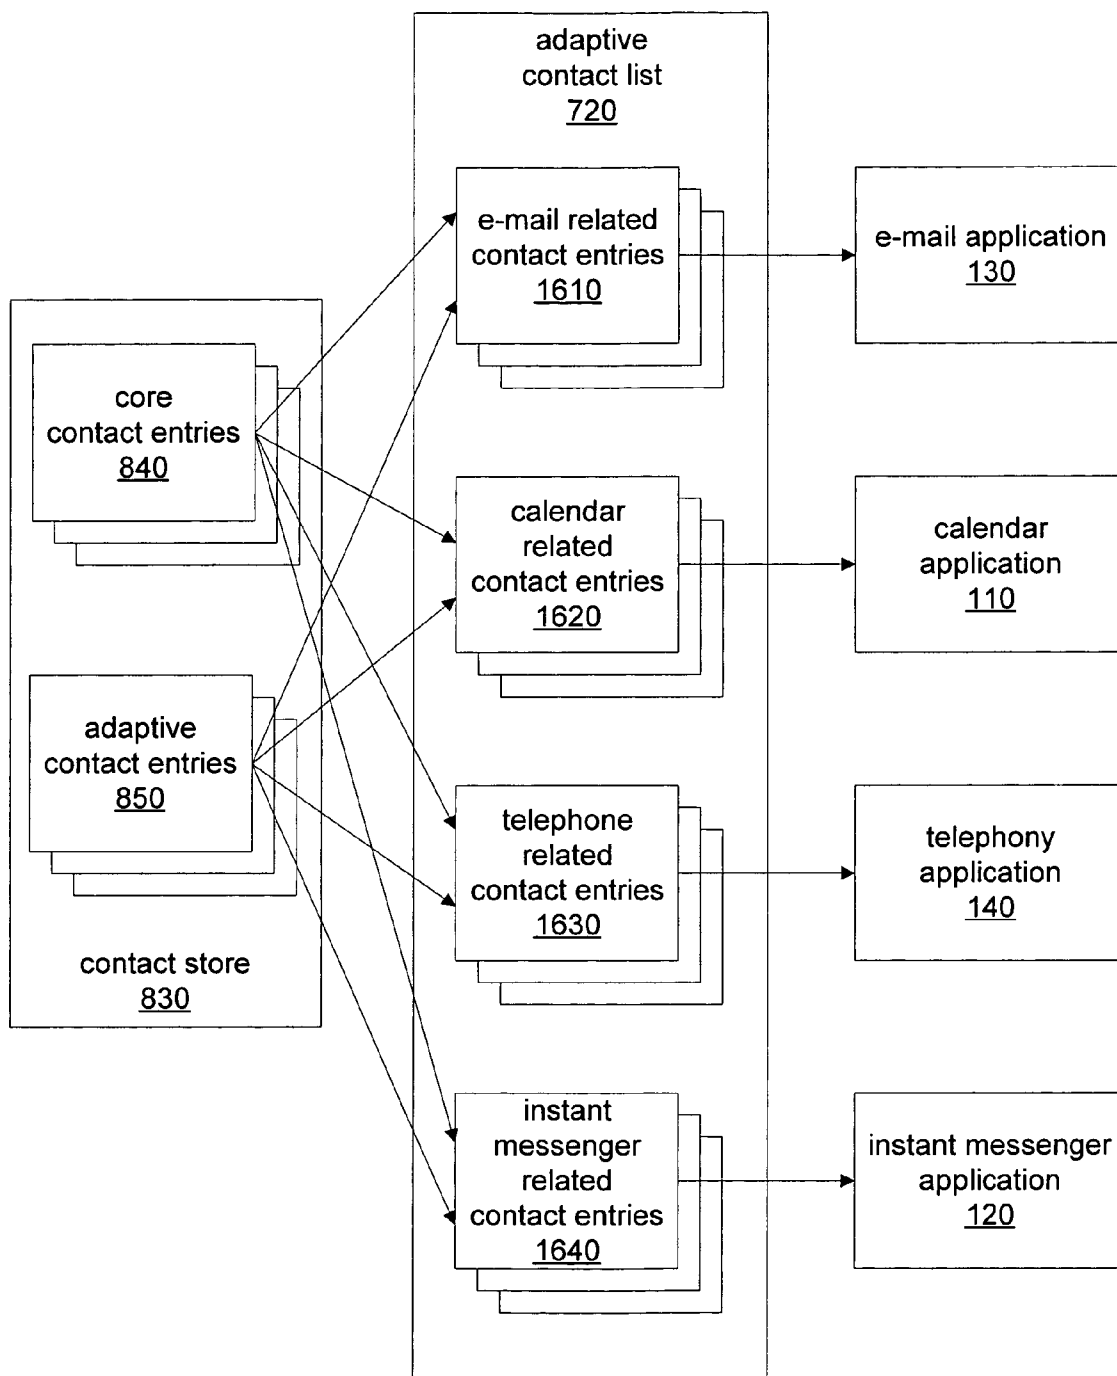 adaptive
contact list
720
e-mail related
contact entries
1610
e-mail application
130
core
contact entries
840
calendar
related
contact entries
1620
calendar
application
110
adaptive
contact entries
850
telephone
related
contact entries
1630
telephony
application
140
contact store
830
instant
messenger
related
contact entries
1640
instant messenger
application
120